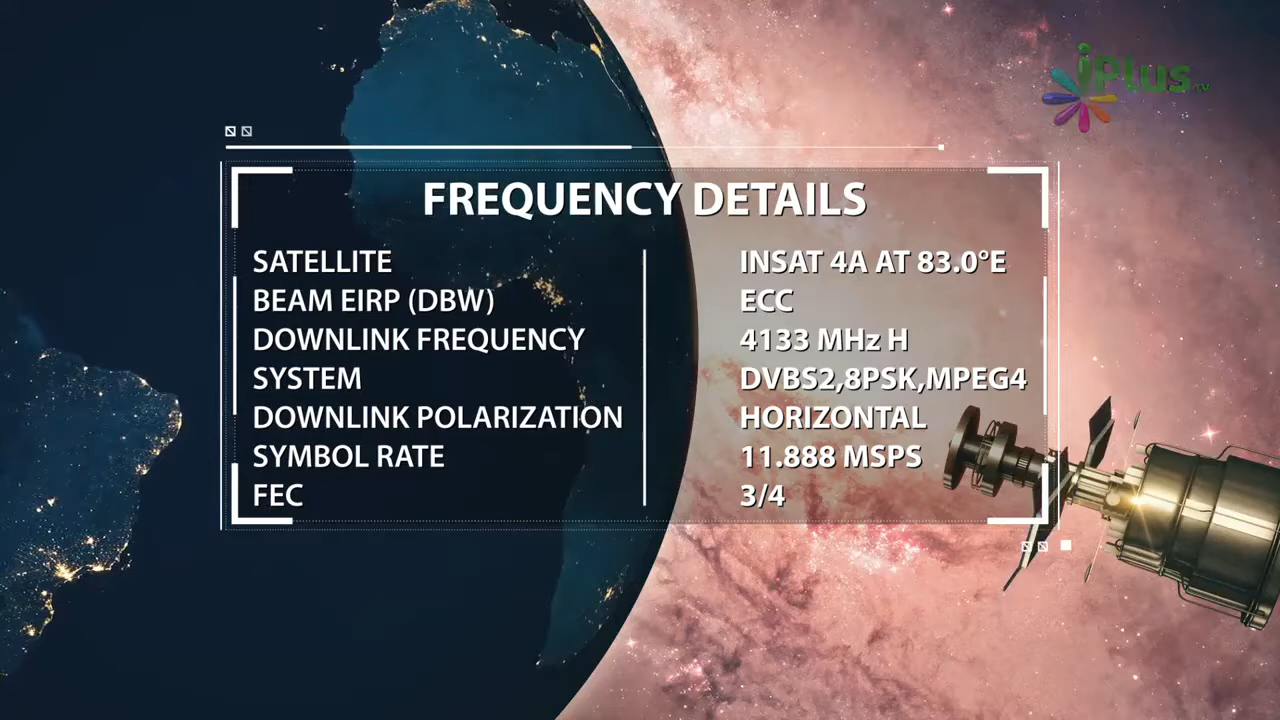 iPlus TV
FREQUENCY DETAILS
SATELLITE INSAT 4A AT 83.0°E
BEAM EIRP (DBW) ECC
DOWNLINK FREQUENCY 4133 MHz H
SYSTEM DVBS2,8PSK,MPEG4
DOWNLINK POLARIZATION HORIZONTAL
SYMBOL RATE 11.888 MSPS
FEC 3/4